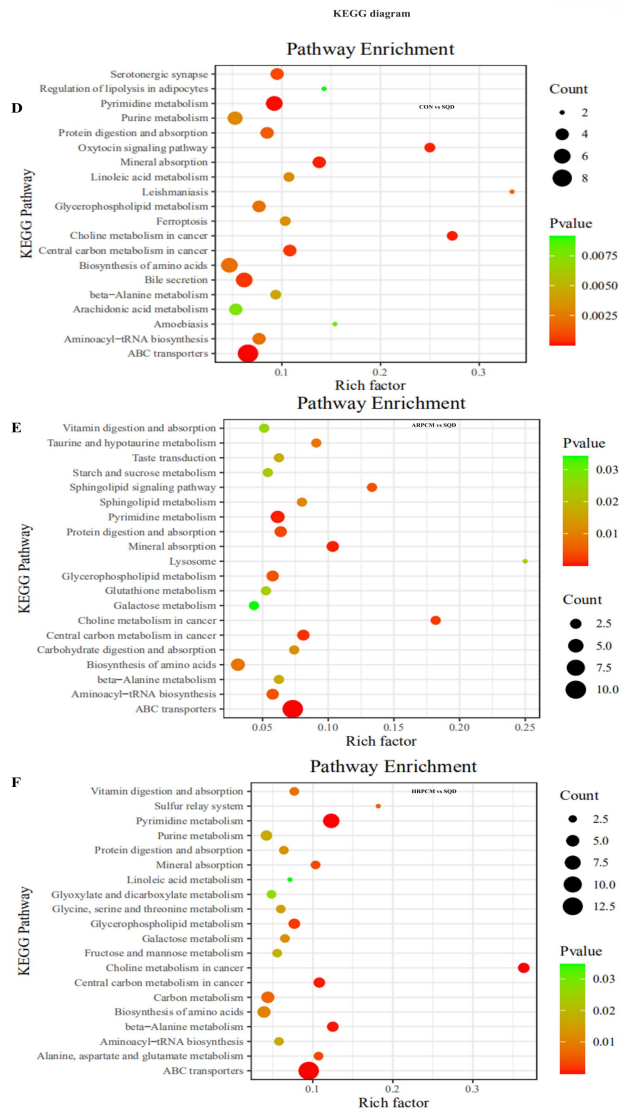 KEGG diagram
D
Pathway Enrichment
CON vs SQD
KEGG Pathway
Serotonergic synapse
Regulation of lipolysis in adipocytes
Pyrimidine metabolism
Purine metabolism
Protein digestion and absorption
Oxytocin signaling pathway
Mineral absorption
Linoleic acid metabolism
Leishmaniasis
Glycerophospholipid metabolism
Ferroptosis
Choline metabolism in cancer
Central carbon metabolism in cancer
Biosynthesis of amino acids
Bile secretion
beta−Alanine metabolism
Arachidonic acid metabolism
Amoebiasis
Aminoacyl−tRNA biosynthesis
ABC transporters
0.1 0.2 0.3
Rich factor
Count
2
4
6
8
Pvalue
0.0075
0.0050
0.0025
E
Pathway Enrichment
ARPCM vs SQD
KEGG Pathway
Vitamin digestion and absorption
Taurine and hypotaurine metabolism
Taste transduction
Starch and sucrose metabolism
Sphingolipid signaling pathway
Sphingolipid metabolism
Pyrimidine metabolism
Protein digestion and absorption
Mineral absorption
Lysosome
Glycerophospholipid metabolism
Glutathione metabolism
Galactose metabolism
Choline metabolism in cancer
Central carbon metabolism in cancer
Carbohydrate digestion and absorption
Biosynthesis of amino acids
beta−Alanine metabolism
Aminoacyl−tRNA biosynthesis
ABC transporters
0.05 0.10 0.15 0.20 0.25
Rich factor
Pvalue
0.03
0.02
0.01
Count
2.5
5.0
7.5
10.0
F
Pathway Enrichment
HRPCM vs SQD
KEGG Pathway
Vitamin digestion and absorption
Sulfur relay system
Pyrimidine metabolism
Purine metabolism
Protein digestion and absorption
Mineral absorption
Linoleic acid metabolism
Glyoxylate and dicarboxylate metabolism
Glycine, serine and threonine metabolism
Glycerophospholipid metabolism
Galactose metabolism
Fructose and mannose metabolism
Choline metabolism in cancer
Central carbon metabolism in cancer
Carbon metabolism
Biosynthesis of amino acids
beta−Alanine metabolism
Aminoacyl−tRNA biosynthesis
Alanine, aspartate and glutamate metabolism
ABC transporters
0.1 0.2 0.3
Rich factor
Count
2.5
5.0
7.5
10.0
12.5
Pvalue
0.03
0.02
0.01